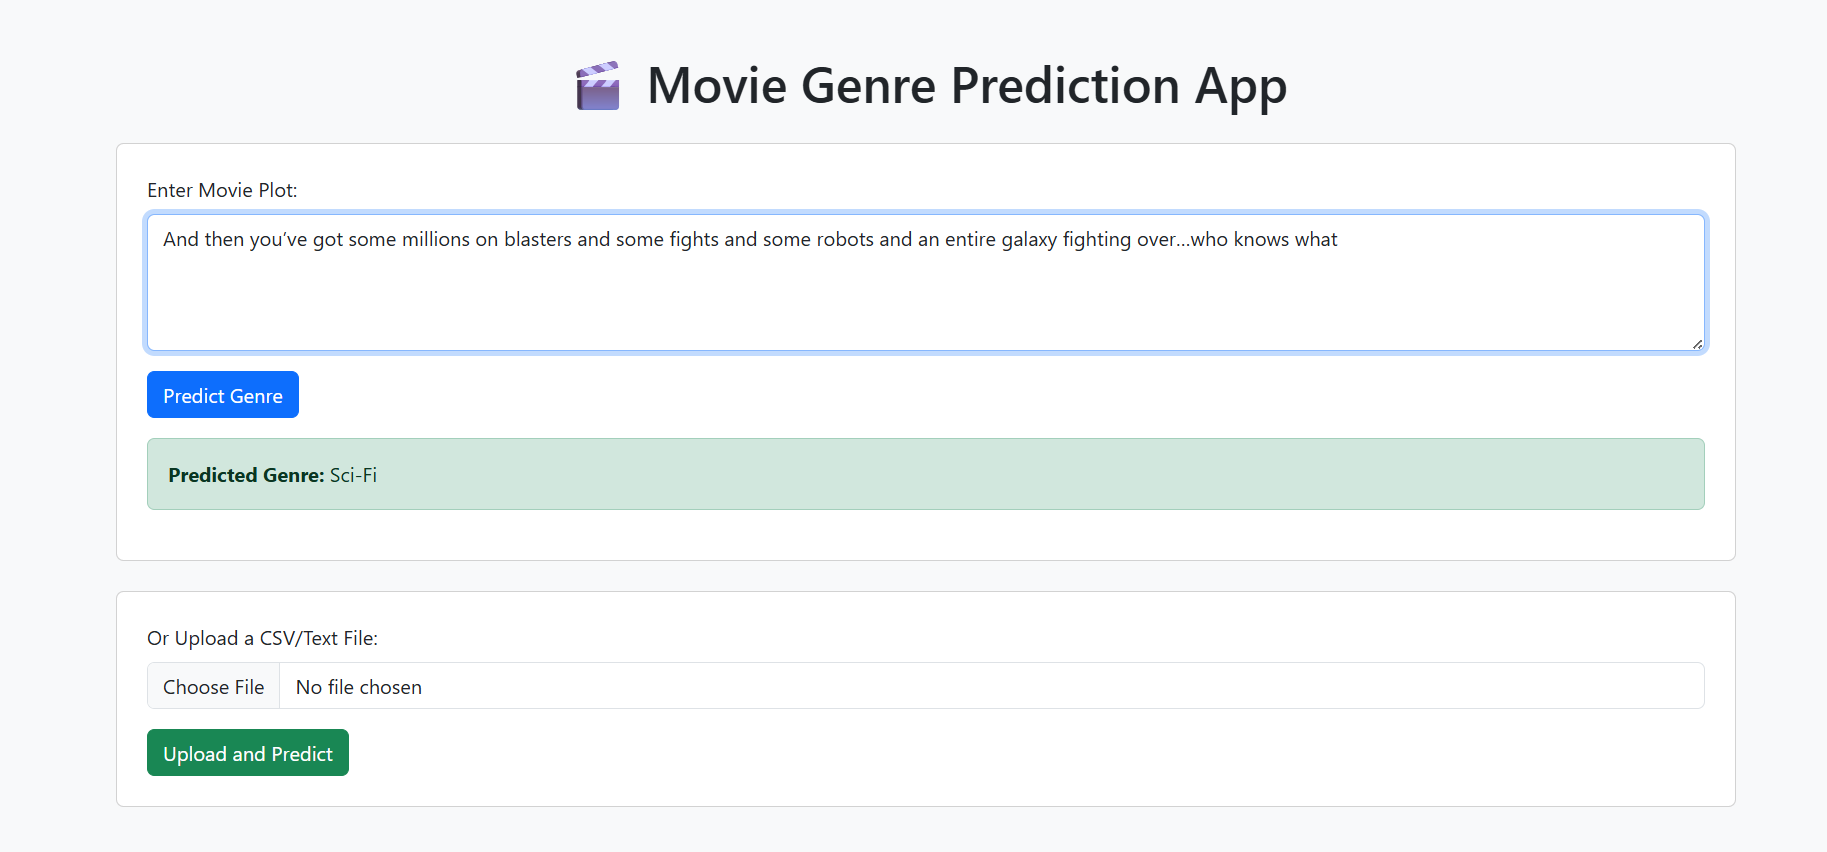 Movie Genre Prediction App
Enter Movie Plot:
And then you’ve got some millions on blasters and some fights and some robots and an entire galaxy fighting over...who knows what
Predict Genre
Predicted Genre: Sci-Fi
Or Upload a CSV/Text File:
Choose File No file chosen
Upload and Predict